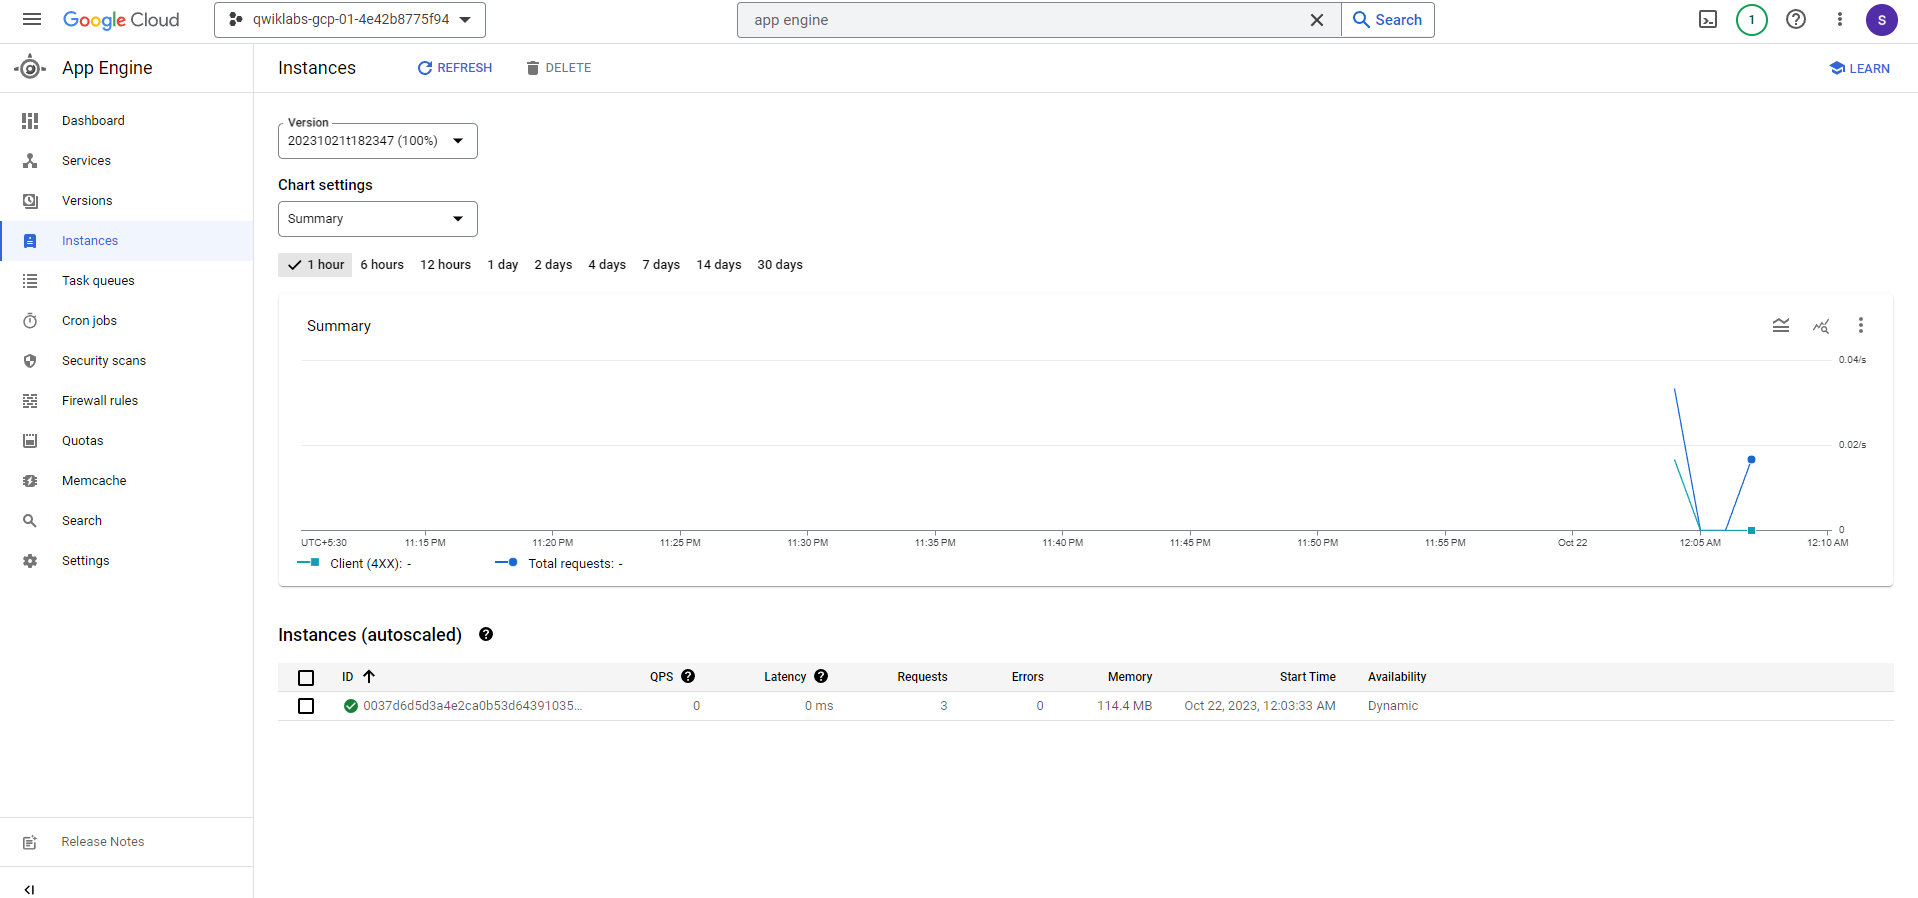 Google Cloud
qwiklabs-gcp-01-4e42b8775f94
app engine
Search
1
S
App Engine
Instances
REFRESH
DELETE
LEARN
Dashboard
Services
Versions
Instances
Task queues
Cron jobs
Security scans
Firewall rules
Quotas
Memcache
Search
Settings
Release Notes
Version
20231021t182347 (100%)
Chart settings
Summary
1 hour 6 hours 12 hours 1 day 2 days 4 days 7 days 14 days 30 days
Summary
0.04/s
0.02/s
0
UTC+5:30 11:15 PM 11:20 PM 11:25 PM 11:30 PM 11:35 PM 11:40 PM 11:45 PM 11:50 PM 11:55 PM Oct 22 12:05 AM 12:10 AM
Client (4XX): - Total requests: -
Instances (autoscaled)
ID QPS Latency Requests Errors Memory Start Time Availability
0037d6d5d3a4e2ca0b53d64391035... 0 0 ms 3 0 114.4 MB Oct 22, 2023, 12:03:33 AM Dynamic